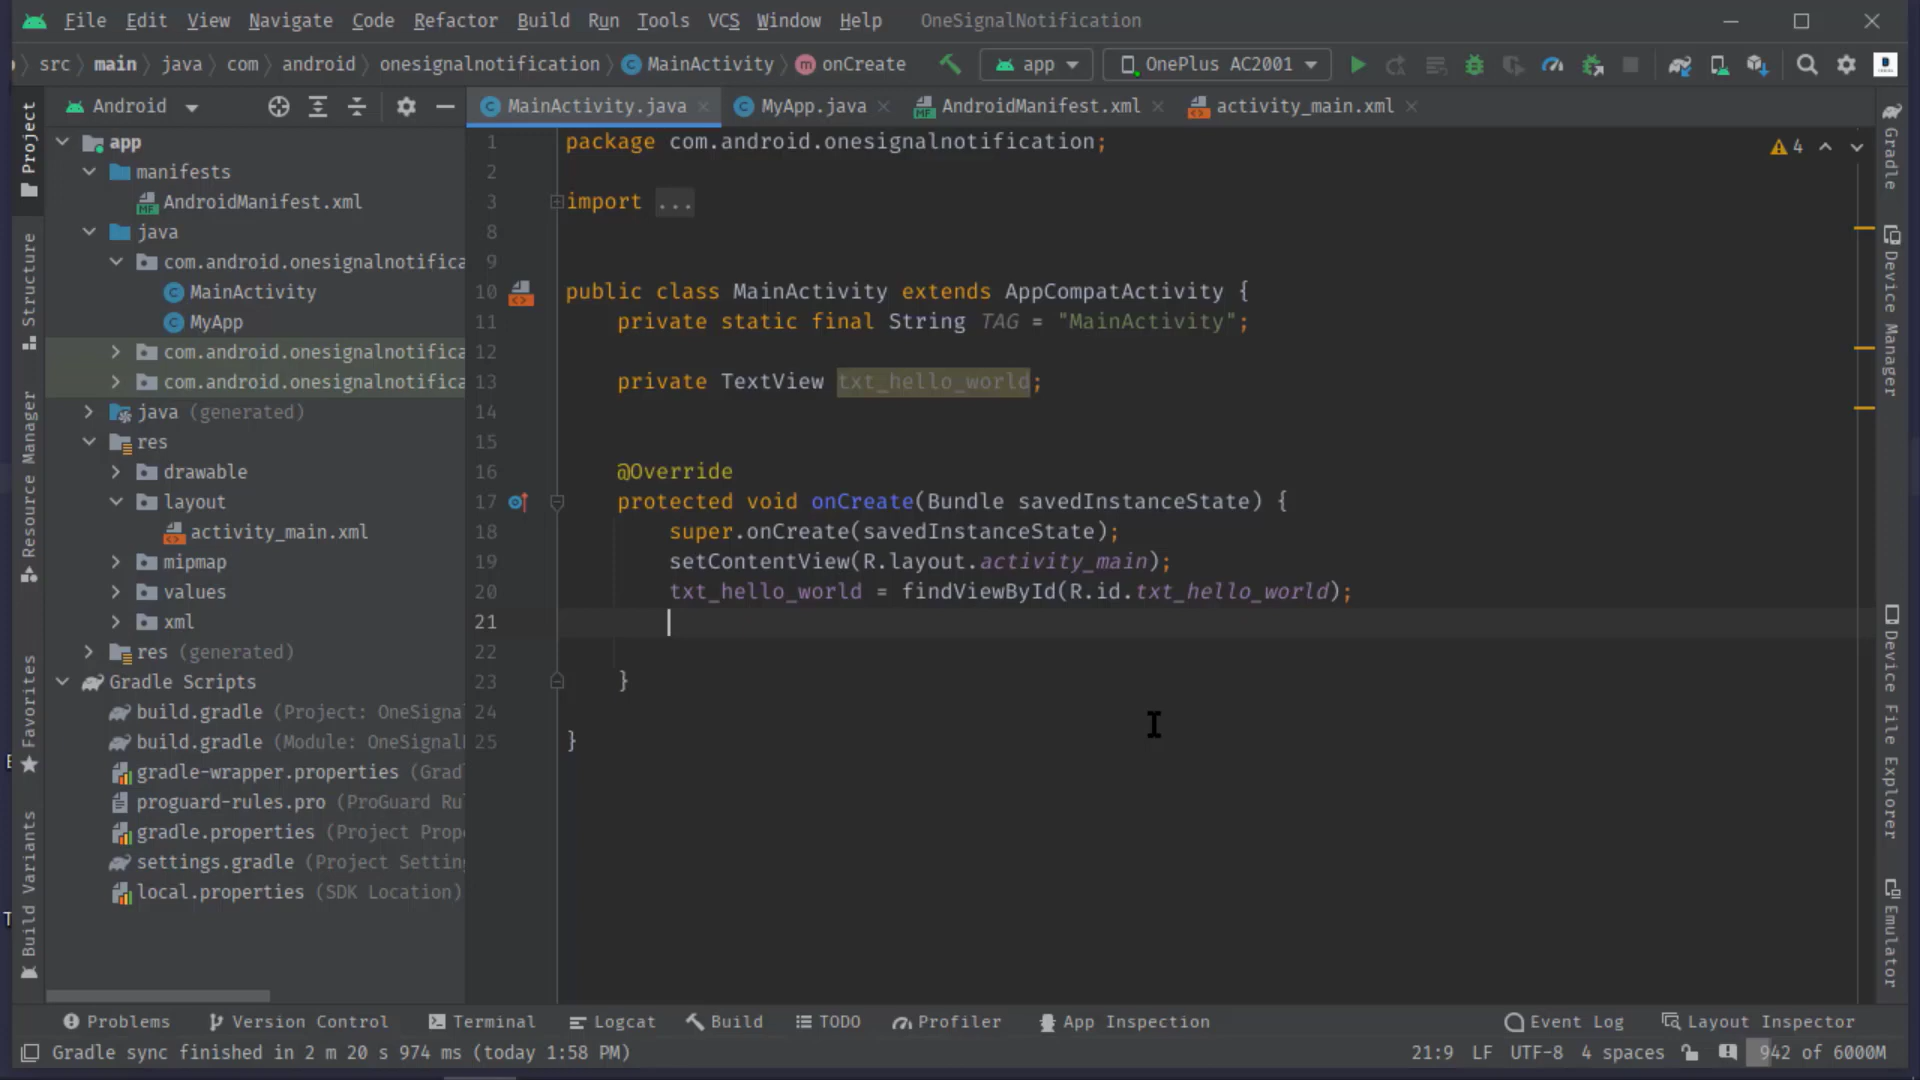 File Edit View Navigate Code Refactor Build Run Tools VCS Window Help OneSignalNotification
src main java com android onesignalnotification MainActivity onCreate app OnePlus AC2001
Android
MainActivity.java MyApp.java AndroidManifest.xml activity_main.xml
Project
Structure
Resource Manager
Favorites
Build Variants
app
manifests
AndroidManifest.xml
java
com.android.onesignalnotifica
MainActivity
MyApp
com.android.onesignalnotifica
com.android.onesignalnotifica
java (generated)
res
drawable
layout
activity_main.xml
mipmap
values
xml
res (generated)
Gradle Scripts
build.gradle (Project: OneSigna
build.gradle (Module: OneSignal
gradle-wrapper.properties (Grad
proguard-rules.pro (ProGuard Ru
gradle.properties (Project Prop
settings.gradle (Project Settin
local.properties (SDK Location)
1 package com.android.onesignalnotification;
2
3 import ...
8
9
10 public class MainActivity extends AppCompatActivity {
11 private static final String TAG = "MainActivity";
12
13 private TextView txt_hello_world;
14
15
16 @Override
17 protected void onCreate(Bundle savedInstanceState) {
18 super.onCreate(savedInstanceState);
19 setContentView(R.layout.activity_main);
20 txt_hello_world = findViewById(R.id.txt_hello_world);
21
22
23 }
24
25 }
4
Gradle
Device Manager
Device File Explorer
Emulator
Problems Version Control Terminal Logcat Build TODO Profiler App Inspection Event Log Layout Inspector
Gradle sync finished in 2 m 20 s 974 ms (today 1:58 PM) 21:9 LF UTF-8 4 spaces 942 of 6000M